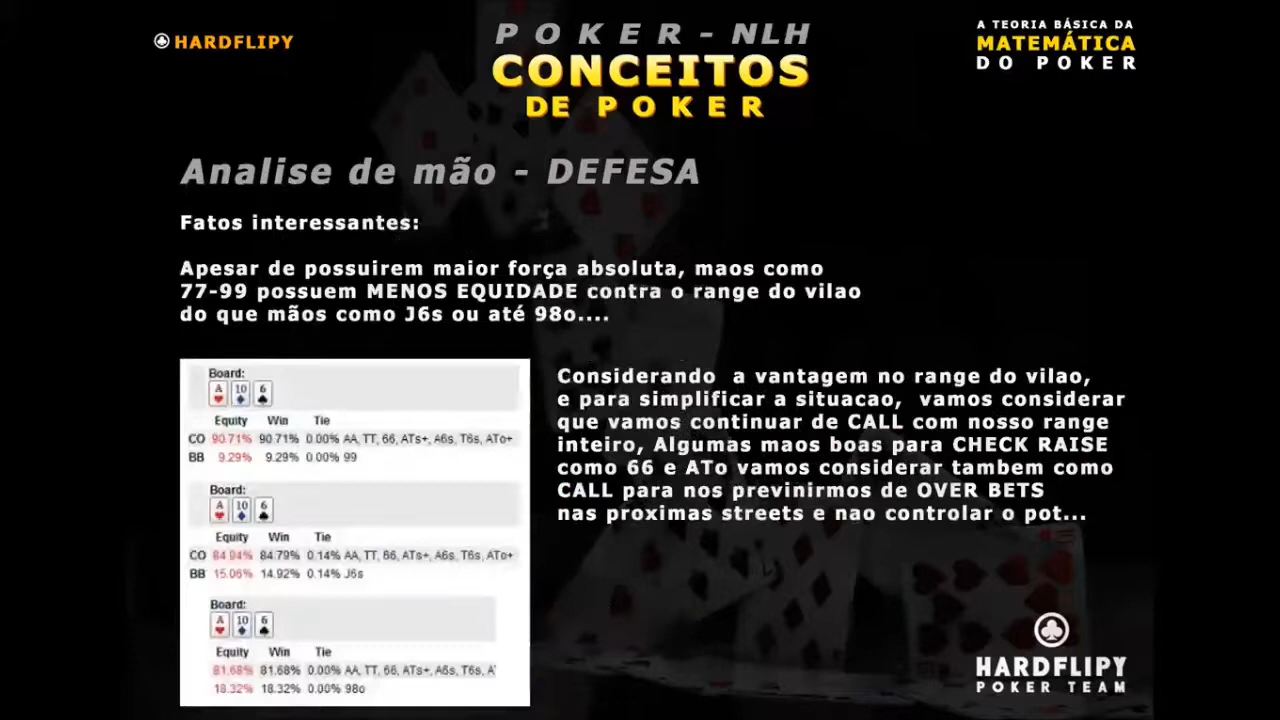 HARDFLIPY
POKER - NLH
CONCEITOS
DE POKER
A TEORIA BÁSICA DA
MATEMÁTICA
DO POKER
Analise de mão - DEFESA
Fatos interessantes:
Apesar de possuirem maior força absoluta, maos como
77-99 possuem MENOS EQUIDADE contra o range do vilao
do que mãos como J6s ou até 98o....
Board:
A 10 6
Equity Win Tie
CO 90.71% 90.71% 0.00% AA, TT, 66, ATs+, A6s, T6s, ATo+
BB 9.29% 9.29% 0.00% 99
Board:
A 10 6
Equity Win Tie
CO 84.94% 84.79% 0.14% AA, TT, 66, ATs+, A6s, T6s, ATo+
BB 15.06% 14.92% 0.14% J6s
Board:
A 10 6
Equity Win Tie
81.68% 81.68% 0.00% AA, TT, 66, ATs+, A6s, T6s, A
18.32% 18.32% 0.00% 98o
Considerando a vantagem no range do vilao,
e para simplificar a situacao, vamos considerar
que vamos continuar de CALL com nosso range
inteiro, Algumas maos boas para CHECK RAISE
como 66 e ATo vamos considerar tambem como
CALL para nos previnirmos de OVER BETS
nas proximas streets e nao controlar o pot...
HARDFLIPY
POKER TEAM